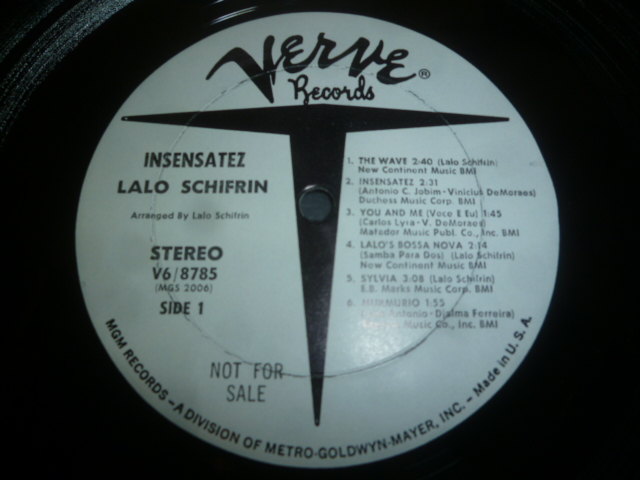 Verve®
Records
INSENSATEZ
LALO SCHIFRIN
Arranged By Lalo Schifrin
STEREO
V6/8785
(MGS 2006)
SIDE 1
NOT FOR
SALE
1. THE WAVE 2:40 (Lalo Schifrin)
New Continent Music BMI
2. INSENSATEZ 2:31
(Antonio C. Jobim - Vinicius DeMoraes)
Duchess Music Corp. BMI
3. YOU AND ME (Voce E Eu) 1:45
(Carlos Lyra - V. DeMoraes)
Matador Music Publ. Co., Inc. BMI
4. LALO'S BOSSA NOVA 2:14
(Samba Para Dos) (Lalo Schifrin)
New Continent Music BMI
5. SYLVIA 3:08 (Lalo Schifrin)
E.B. Marks Music Corp. BMI
6. MURMURIO 1:55
Antonio - Djalma Ferreira)
Music Co., Inc. BMI
MGM RECORDS - A DIVISION OF METRO-GOLDWYN-MAYER, INC. - Made in U.S.A.